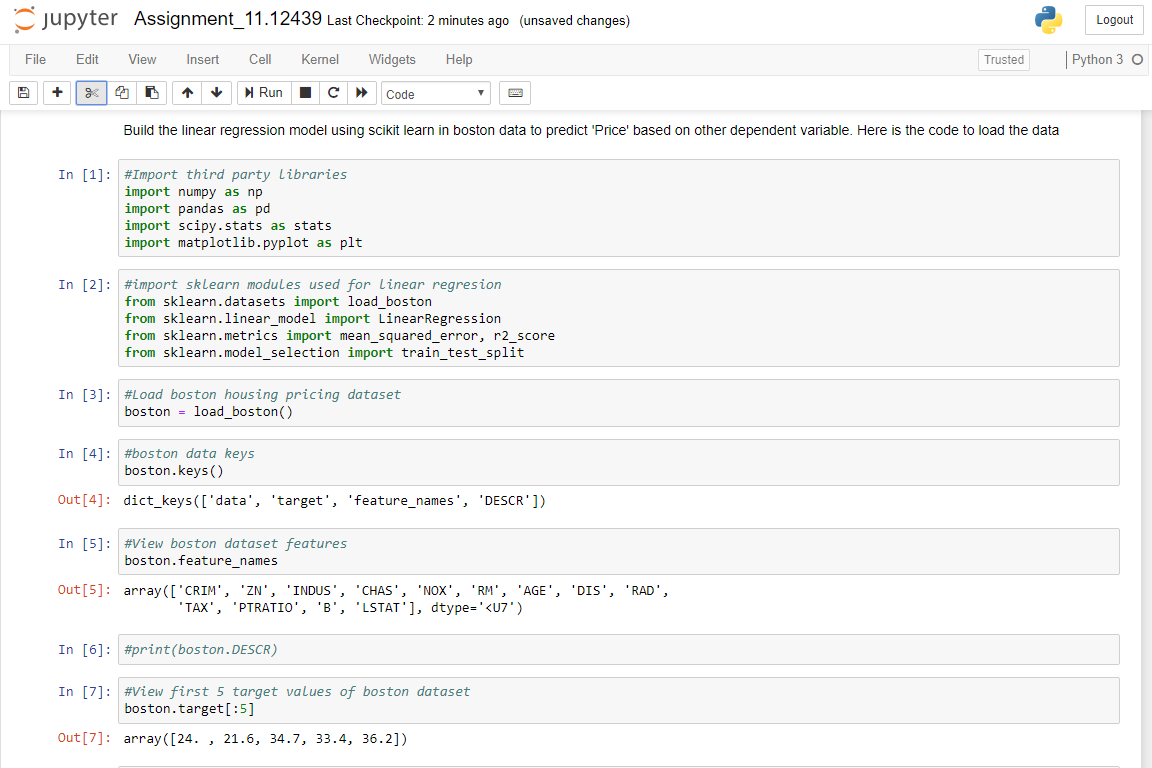 jupyter Assignment_11.12439 Last Checkpoint: 2 minutes ago (unsaved changes) Logout
File Edit View Insert Cell Kernel Widgets Help Trusted Python 3
Run Code
Build the linear regression model using scikit learn in boston data to predict 'Price' based on other dependent variable. Here is the code to load the data
In [1]: #Import third party libraries
import numpy as np
import pandas as pd
import scipy.stats as stats
import matplotlib.pyplot as plt
In [2]: #import sklearn modules used for linear regresion
from sklearn.datasets import load_boston
from sklearn.linear_model import LinearRegression
from sklearn.metrics import mean_squared_error, r2_score
from sklearn.model_selection import train_test_split
In [3]: #Load boston housing pricing dataset
boston = load_boston()
In [4]: #boston data keys
boston.keys()
Out[4]: dict_keys(['data', 'target', 'feature_names', 'DESCR'])
In [5]: #View boston dataset features
boston.feature_names
Out[5]: array(['CRIM', 'ZN', 'INDUS', 'CHAS', 'NOX', 'RM', 'AGE', 'DIS', 'RAD',
'TAX', 'PTRATIO', 'B', 'LSTAT'], dtype='<U7')
In [6]: #print(boston.DESCR)
In [7]: #View first 5 target values of boston dataset
boston.target[:5]
Out[7]: array([24. , 21.6, 34.7, 33.4, 36.2])